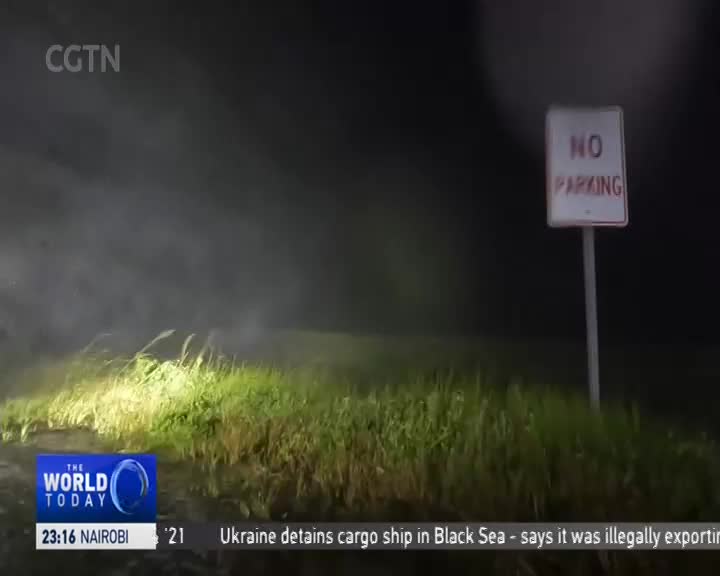 CGTN
NO
PARKING
THE
WORLD
TODAY
23:16 NAIROBI
'21 Ukraine detains cargo ship in Black Sea - says it was illegally exportin